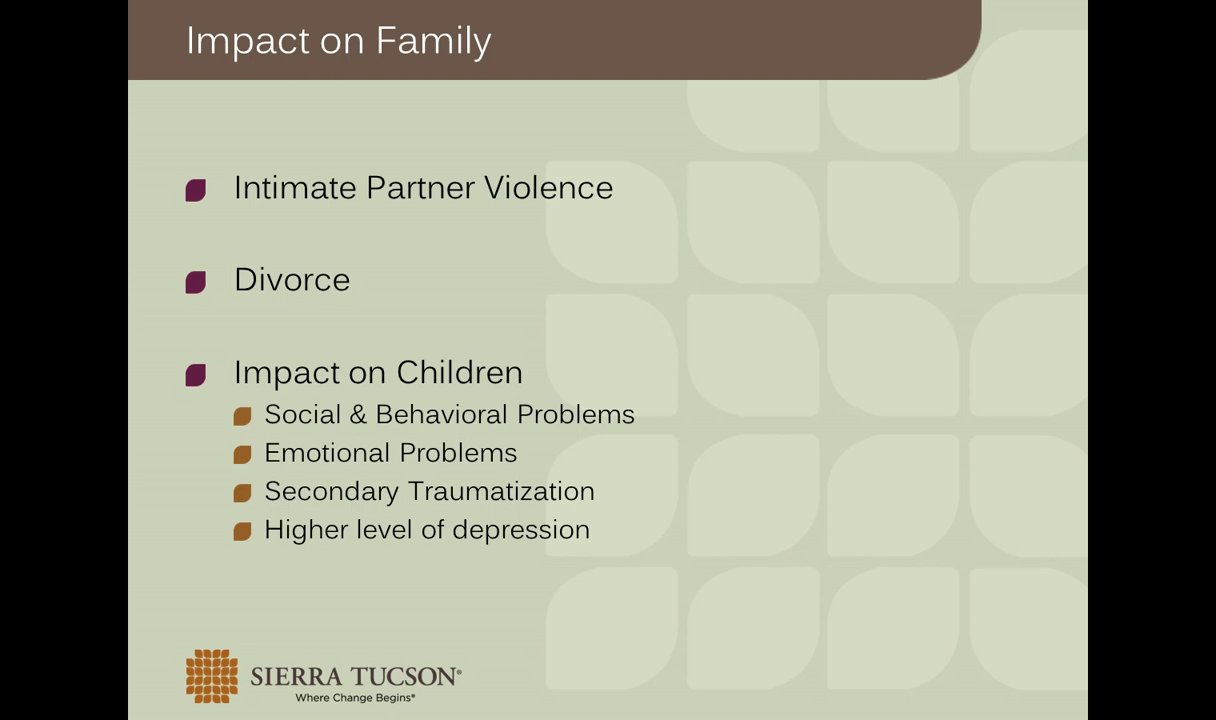 Impact on Family
Intimate Partner Violence
Divorce
Impact on Children
Social & Behavioral Problems
Emotional Problems
Secondary Traumatization
Higher level of depression
SIERRA TUCSON®
Where Change Begins®